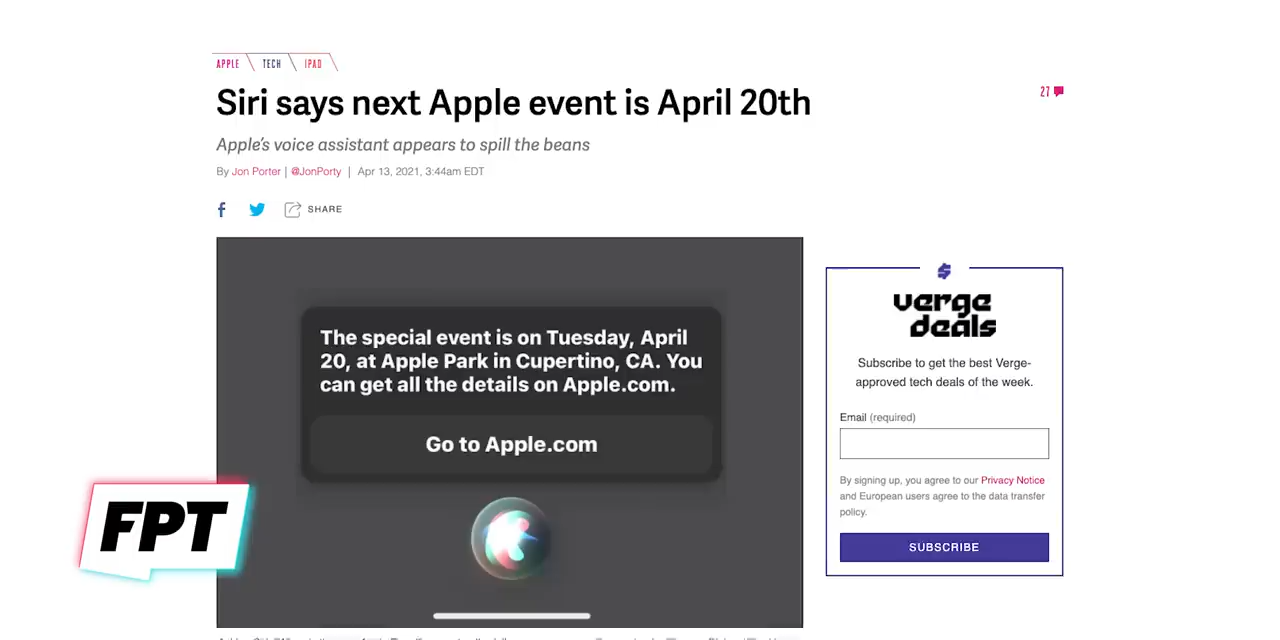 APPLE TECH IPAD
Siri says next Apple event is April 20th
27
Apple's voice assistant appears to spill the beans
By Jon Porter | @JonPorty | Apr 13, 2021, 3:44am EDT
SHARE
The special event is on Tuesday, April
20, at Apple Park in Cupertino, CA. You
can get all the details on Apple.com.
Go to Apple.com
FPT
verge
deals
Subscribe to get the best Verge-
approved tech deals of the week.
Email (required)
By signing up, you agree to our Privacy Notice
and European users agree to the data transfer
policy.
SUBSCRIBE